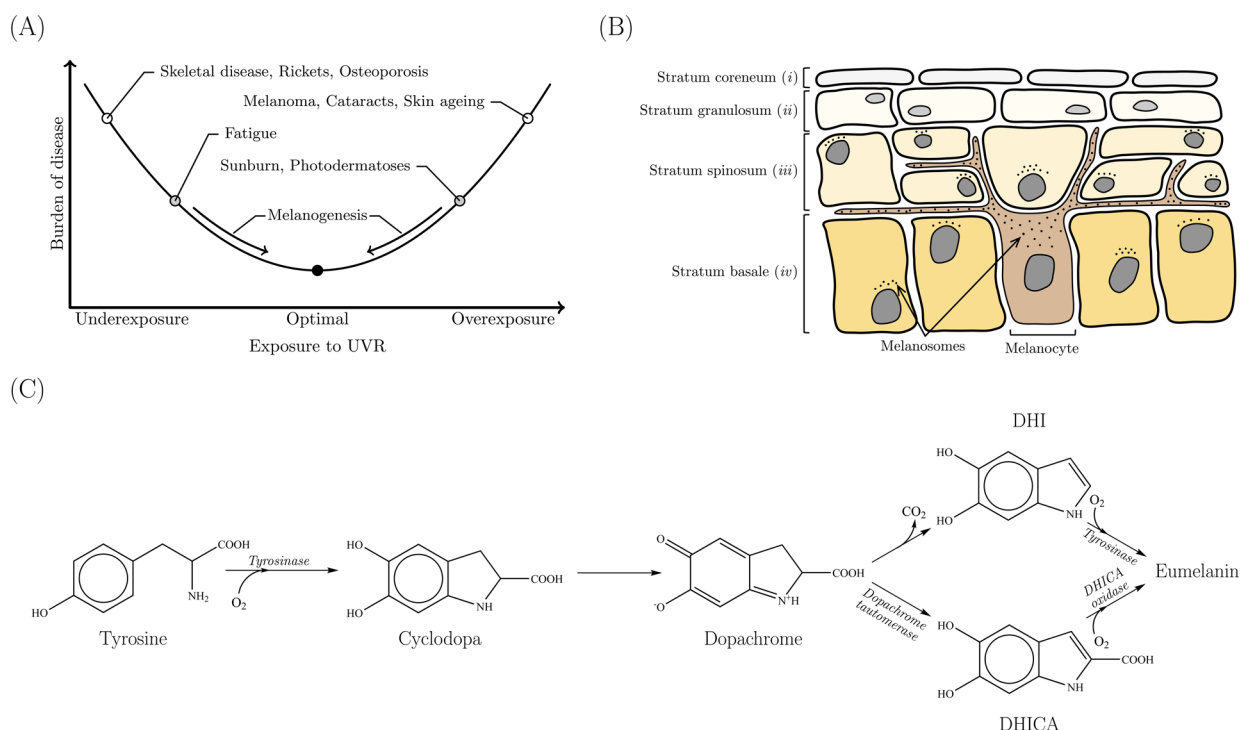 (A)
Burden of disease
Skeletal disease, Rickets, Osteoporosis
Melanoma, Cataracts, Skin ageing
Fatigue
Sunburn, Photodermatoses
Melanogenesis
Underexposure
Optimal
Overexposure
Exposure to UVR
(B)
Stratum coreneum (i)
Stratum granulosum (ii)
Stratum spinosum (iii)
Stratum basale (iv)
Melanosomes
Melanocyte
(C)
HO
COOH
NH2
Tyrosine
Tyrosinase
O2
HO
HO
NH
COOH
Cyclodopa
O
-O
N+H
COOH
Dopachrome
CO2
Dopachrome
tautomerase
DHI
HO
HO
NH
O2
Tyrosinase
HO
HO
NH
COOH
DHICA
DHICA
oxidase
O2
Eumelanin